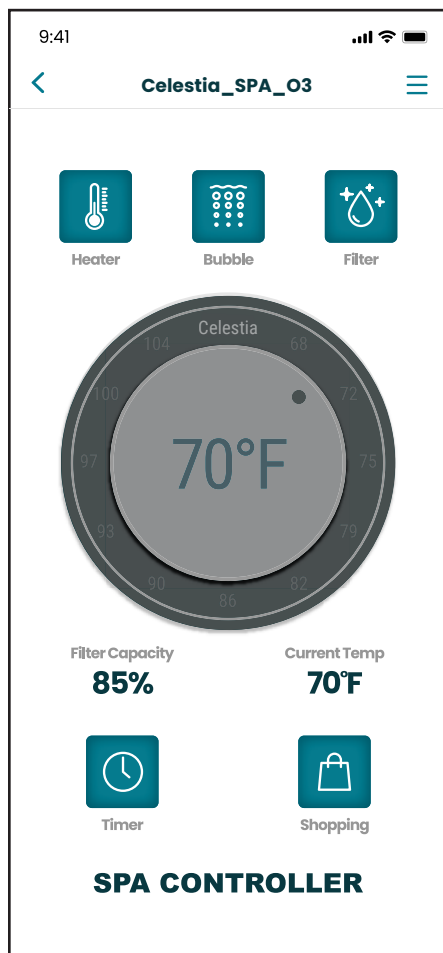 9:41
Celestia_SPA_O3
Heater Bubble Filter
Celestia
104 68
100 72
97 75
70°F
93 79
90 82
86
Filter Capacity Current Temp
85% 70°F
Timer Shopping
SPA CONTROLLER